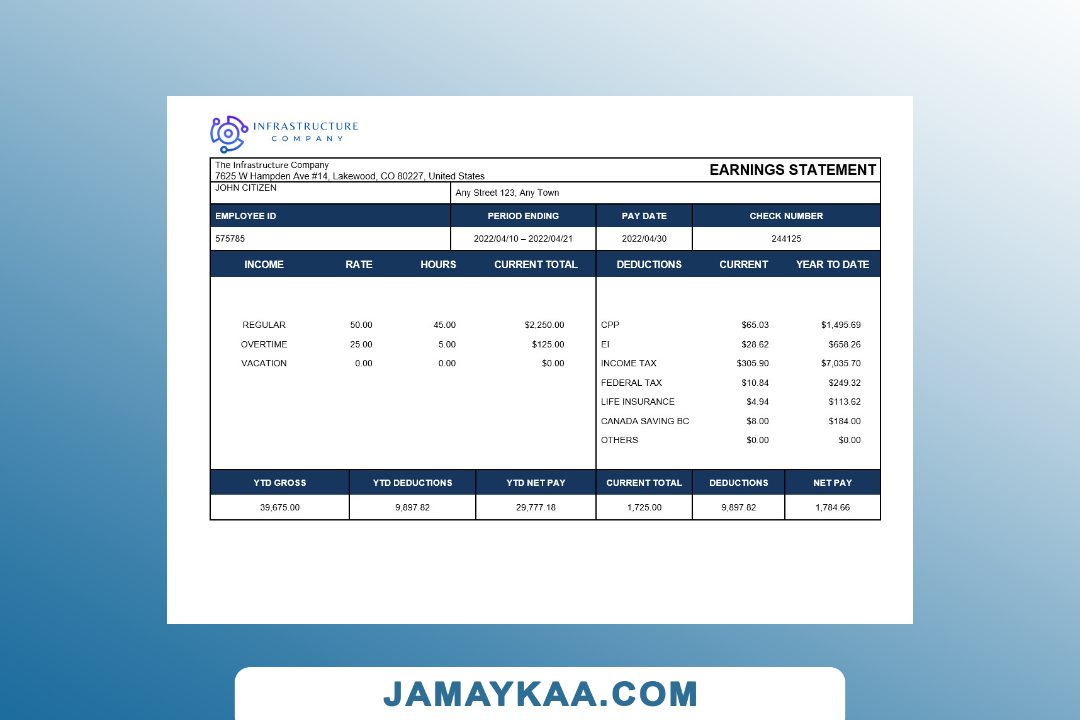 INFRASTRUCTURE
COMPANY
The Infrastructure Company
7625 W Hampden Ave #14, Lakewood, CO 80227, United States
EARNINGS STATEMENT
JOHN CITIZEN
Any Street 123, Any Town
EMPLOYEE ID PERIOD ENDING PAY DATE CHECK NUMBER
575785 2022/04/10 – 2022/04/21 2022/04/30 244125
INCOME RATE HOURS CURRENT TOTAL DEDUCTIONS CURRENT YEAR TO DATE
REGULAR 50.00 45.00 $2,250.00 CPP $65.03 $1,495.69
OVERTIME 25.00 5.00 $125.00 EI $28.62 $658.26
VACATION 0.00 0.00 $0.00 INCOME TAX $305.90 $7,035.70
FEDERAL TAX $10.84 $249.32
LIFE INSURANCE $4.94 $113.62
CANADA SAVING BC $8.00 $184.00
OTHERS $0.00 $0.00
YTD GROSS YTD DEDUCTIONS YTD NET PAY CURRENT TOTAL DEDUCTIONS NET PAY
39,675.00 9,897.82 29,777.18 1,725.00 9,897.82 1,784.66
JAMAYKAA.COM